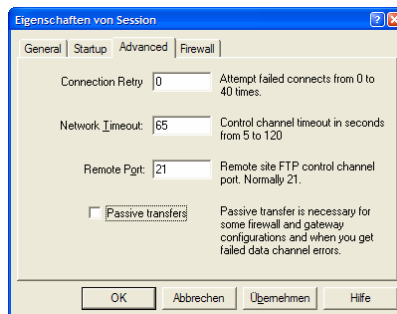 Eigenschaften von Session
General Startup Advanced Firewall
Connection Retry 0 Attempt failed connects from 0 to
40 times.
Network Timeout: 65 Control channel timeout in seconds
from 5 to 120
Remote Port: 21 Remote site FTP control channel
port. Normally 21.
Passive transfers Passive transfer is necessary for
some firewall and gateway
configurations and when you get
failed data channel errors.
OK Abbrechen Übernehmen Hilfe